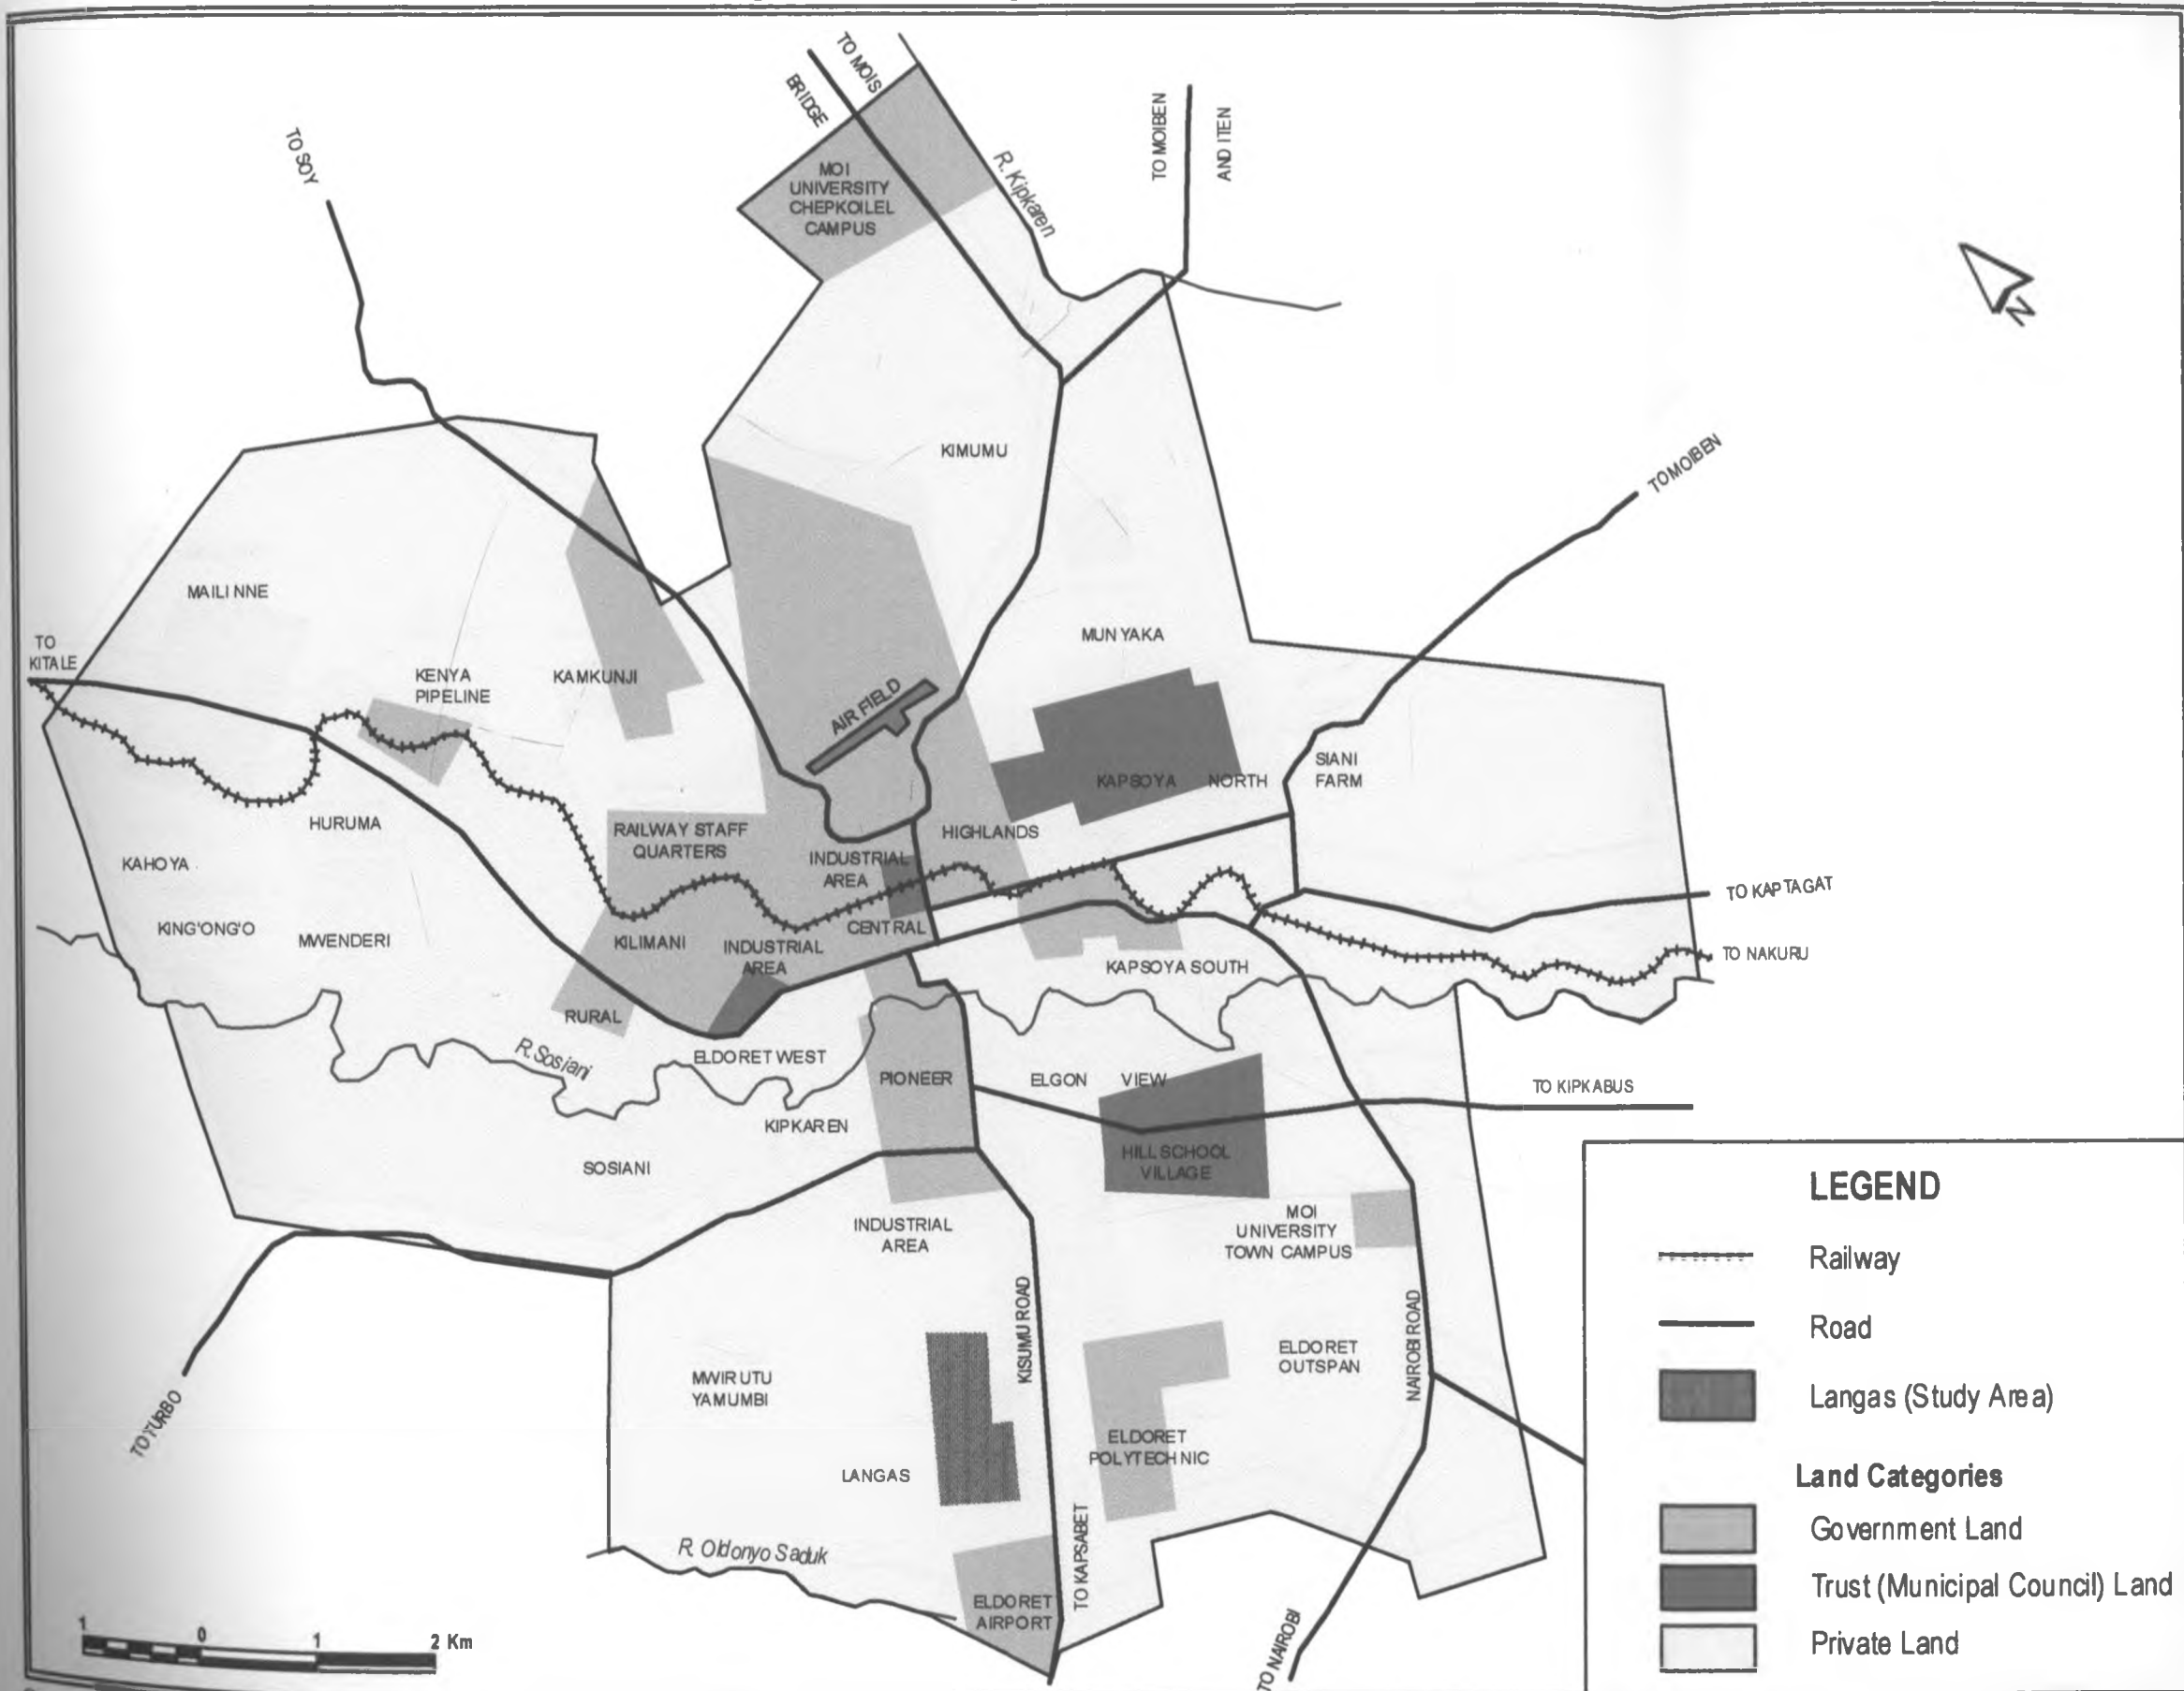 TO MOIS
BRIDGE
TO SOY
TO MOIBEN
AND ITEN
R. Kipkaren
MOI
UNIVERSITY
CHEPKOILEL
CAMPUS
N
KIMUMU
TO MOIBEN
MAILI NNE
TO
KITALE
KENYA
PIPELINE
KAMKUNJI
MUNYAKA
AIR FIELD
KAPSOYA NORTH
SIANI
FARM
HURUMA
RAILWAY STAFF
QUARTERS
HIGHLANDS
INDUSTRIAL
AREA
KAHOYA
TO KAPTAGAT
KING'ONG'O
MWENDERI
KILIMANI
INDUSTRIAL
AREA
CENTRAL
TO NAKURU
KAPSOYA SOUTH
RURAL
R. Sosiani
ELDORET WEST
PIONEER
ELGON VIEW
TO KIPKABUS
KIPKAREN
SOSIANI
HILL SCHOOL
VILLAGE
INDUSTRIAL
AREA
MOI
UNIVERSITY
TOWN CAMPUS
KISUMU ROAD
NAIROBI ROAD
ELDORET
OUTSPAN
MWIRUTU
YAMUMBI
TO TURBO
LANGAS
ELDORET
POLYTECHNIC
R. Oldonyo Saduk
TO KAPSABET
ELDORET
AIRPORT
TO NAIROBI
1 0 1 2 Km
LEGEND
Railway
Road
Langas (Study Area)
Land Categories
Government Land
Trust (Municipal Council) Land
Private Land